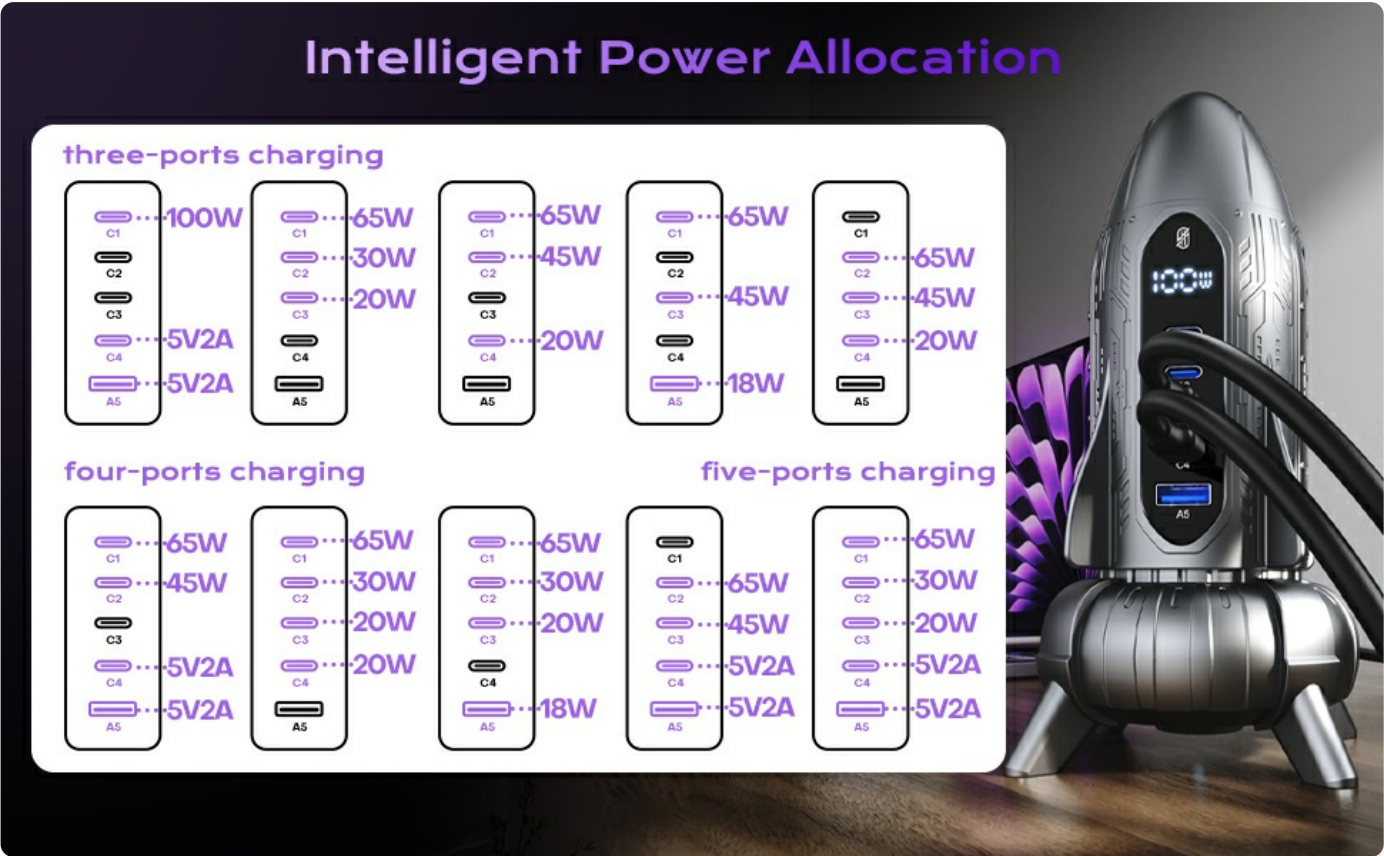 Intelligent Power Allocation
three-ports charging
C1 100W
C2
C3
C4 5V2A
A5 5V2A
C1 65W
C2 30W
C3 20W
C4
A5
C1 65W
C2 45W
C3
C4 20W
A5
C1 65W
C2
C3 45W
C4
A5 18W
C1
C2 65W
C3 45W
C4 20W
A5
four-ports charging
C1 65W
C2 45W
C3
C4 5V2A
A5 5V2A
C1 65W
C2 30W
C3 20W
C4 20W
A5
C1 65W
C2 30W
C3 20W
C4
A5 18W
C1
C2 65W
C3 45W
C4 5V2A
A5 5V2A
five-ports charging
C1 65W
C2 30W
C3 20W
C4 5V2A
A5 5V2A
100W
C4
A5